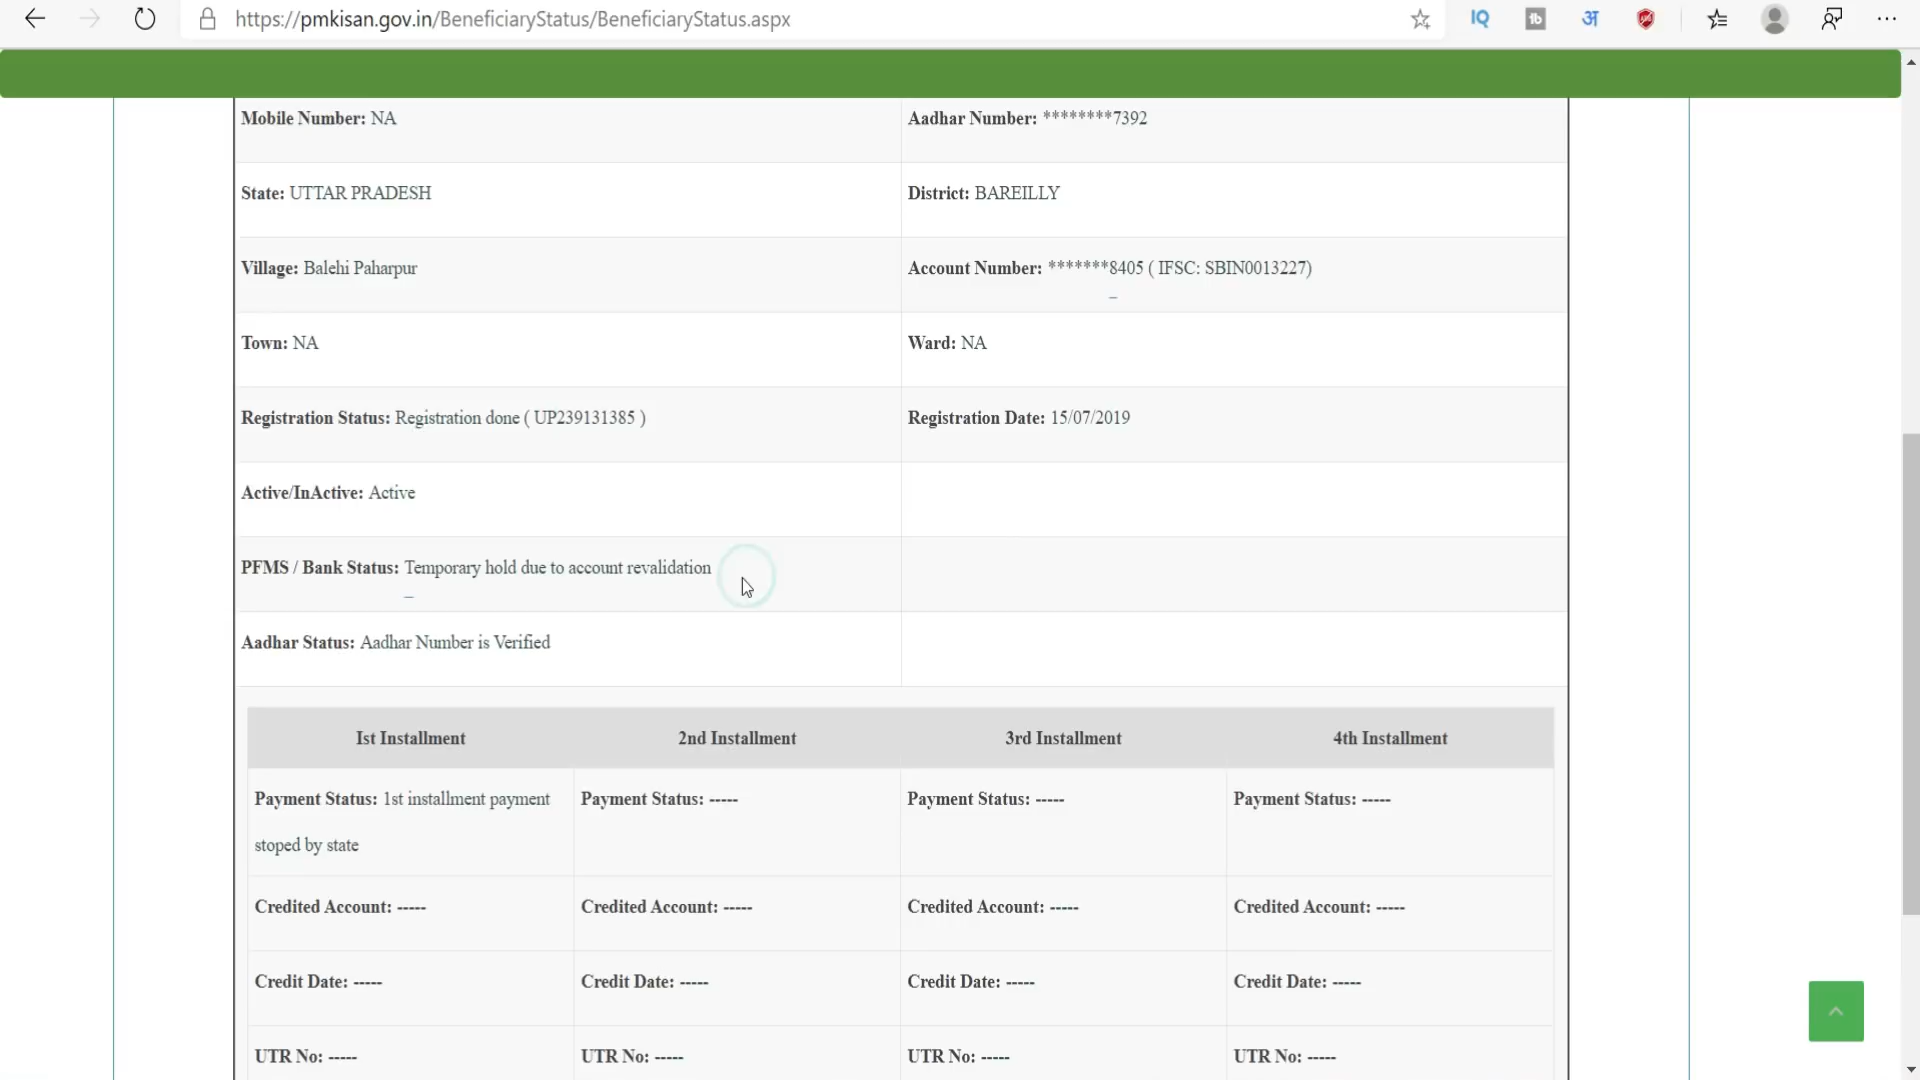 https://pmkisan.gov.in/BeneficiaryStatus/BeneficiaryStatus.aspx
IQ
tb
अ
Mobile Number: NA
Aadhar Number: ********7392
State: UTTAR PRADESH
District: BAREILLY
Village: Balehi Paharpur
Account Number: *******8405 ( IFSC: SBIN0013227)
Town: NA
Ward: NA
Registration Status: Registration done ( UP239131385 )
Registration Date: 15/07/2019
Active/InActive: Active
PFMS / Bank Status: Temporary hold due to account revalidation
Aadhar Status: Aadhar Number is Verified
Ist Installment
2nd Installment
3rd Installment
4th Installment
Payment Status: 1st installment payment
stoped by state
Payment Status: -----
Payment Status: -----
Payment Status: -----
Credited Account: -----
Credited Account: -----
Credited Account: -----
Credited Account: -----
Credit Date: -----
Credit Date: -----
Credit Date: -----
Credit Date: -----
UTR No: -----
UTR No: -----
UTR No: -----
UTR No: -----